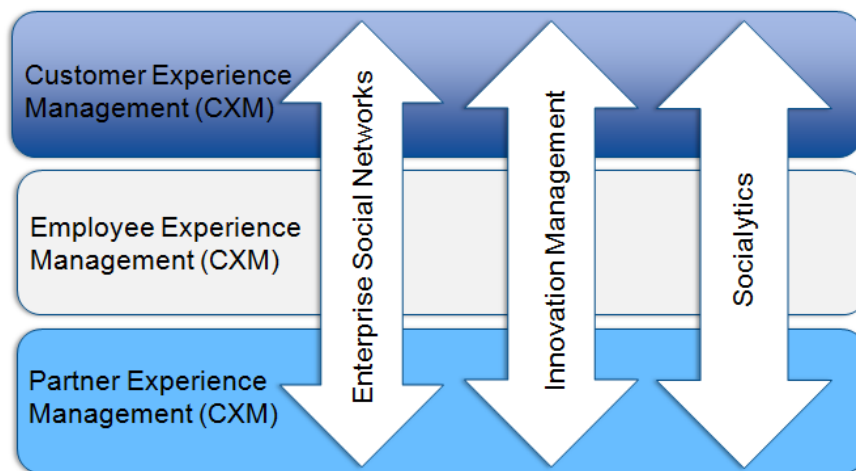 Customer Experience
Management (CXM)
Employee Experience
Management (CXM)
Partner Experience
Management (CXM)
Enterprise Social Networks
Innovation Management
Socialytics